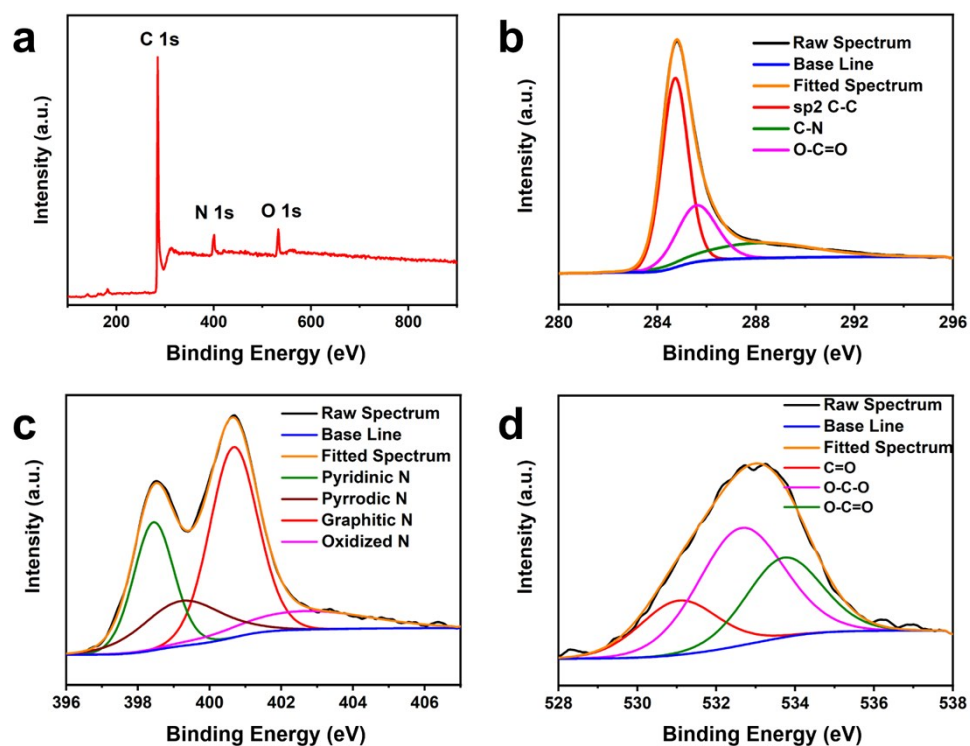 a
C 1s
N 1s
O 1s
Intensity (a.u.)
200
400
600
800
Binding Energy (eV)
b
Raw Spectrum
Base Line
Fitted Spectrum
sp2 C-C
C-N
O-C=O
Intensity (a.u.)
280
284
288
292
296
Binding Energy (eV)
c
Raw Spectrum
Base Line
Fitted Spectrum
Pyridinic N
Pyrrodic N
Graphitic N
Oxidized N
Intensity (a.u.)
396
398
400
402
404
406
Binding Energy (eV)
d
Raw Spectrum
Base Line
Fitted Spectrum
C=O
O-C-O
O-C=O
Intensity (a.u.)
528
530
532
534
536
538
Binding Energy (eV)